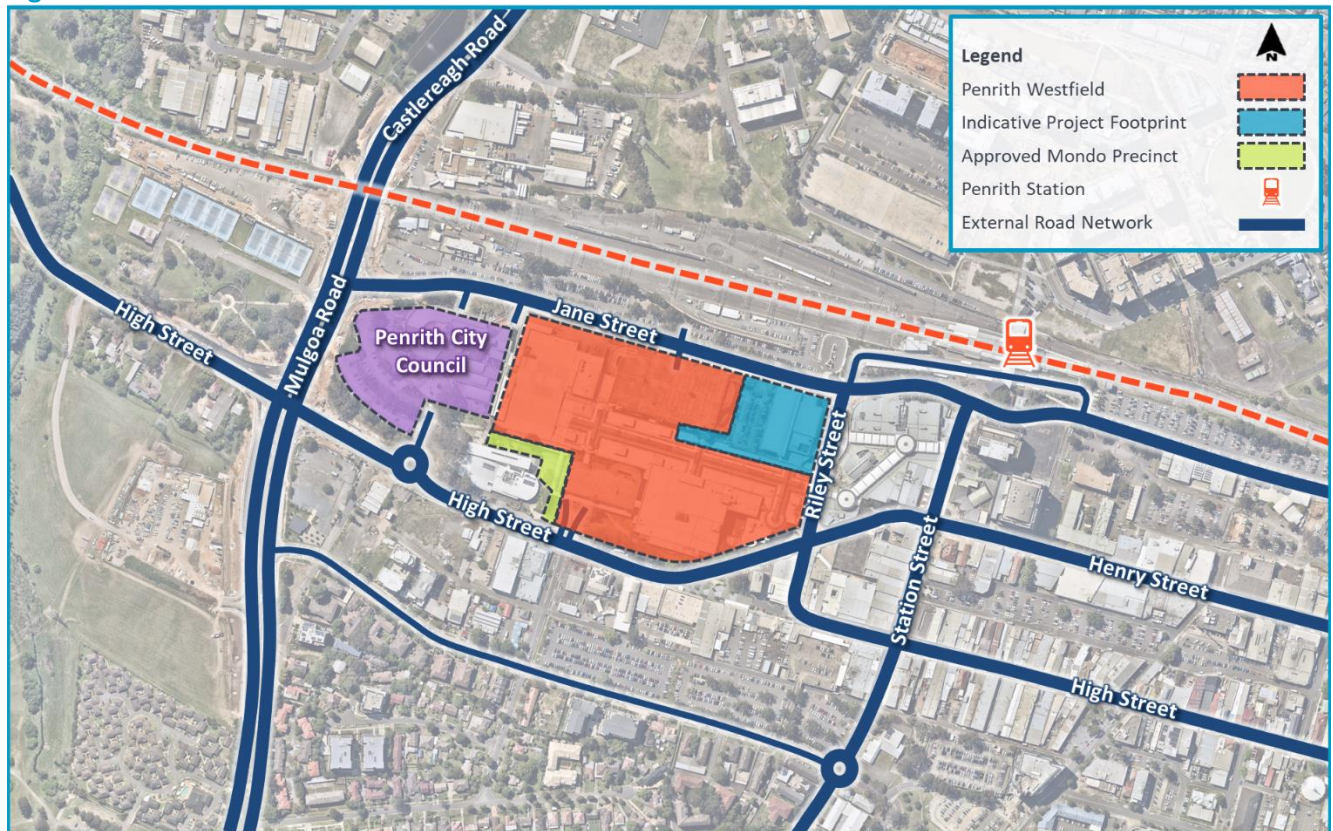 Legend
N
Penrith Westfield
Indicative Project Footprint
Approved Mondo Precinct
Penrith Station
External Road Network
Castlereagh Road
Mulgoa Road
High Street
Jane Street
Penrith City
Council
High Street
Riley Street
Station Street
Henry Street
High Street